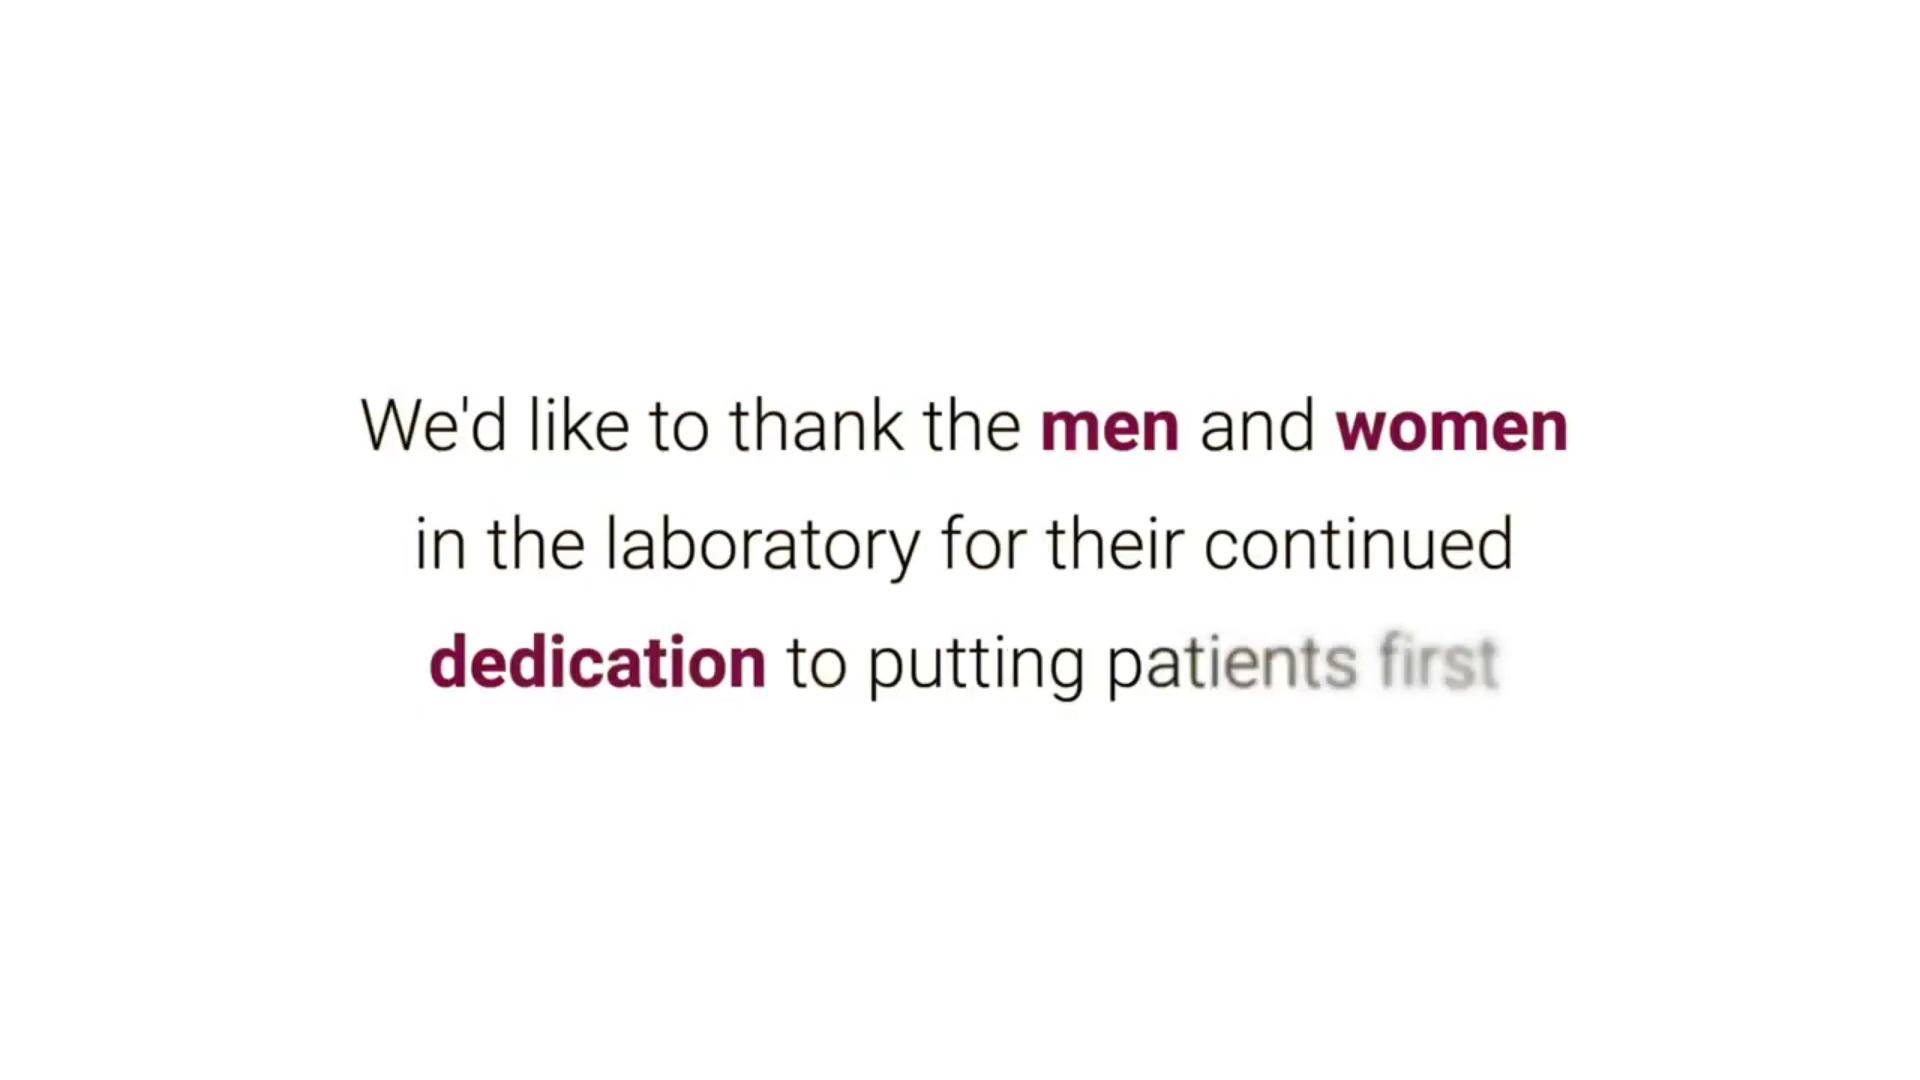 We'd like to thank the men and women
in the laboratory for their continued
dedication to putting patients first